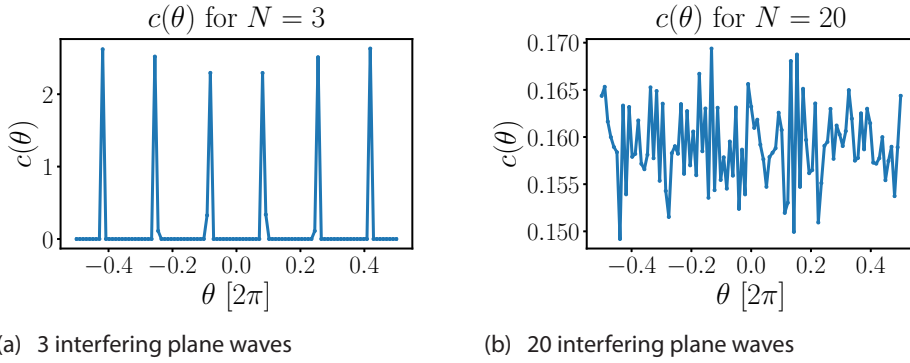 c(θ) for N = 3
c(θ)
2
1
0
−0.4 −0.2 0.0 0.2 0.4
θ [2π]
(a) 3 interfering plane waves
c(θ) for N = 20
c(θ)
0.170
0.165
0.160
0.155
0.150
−0.4 −0.2 0.0 0.2 0.4
θ [2π]
(b) 20 interfering plane waves